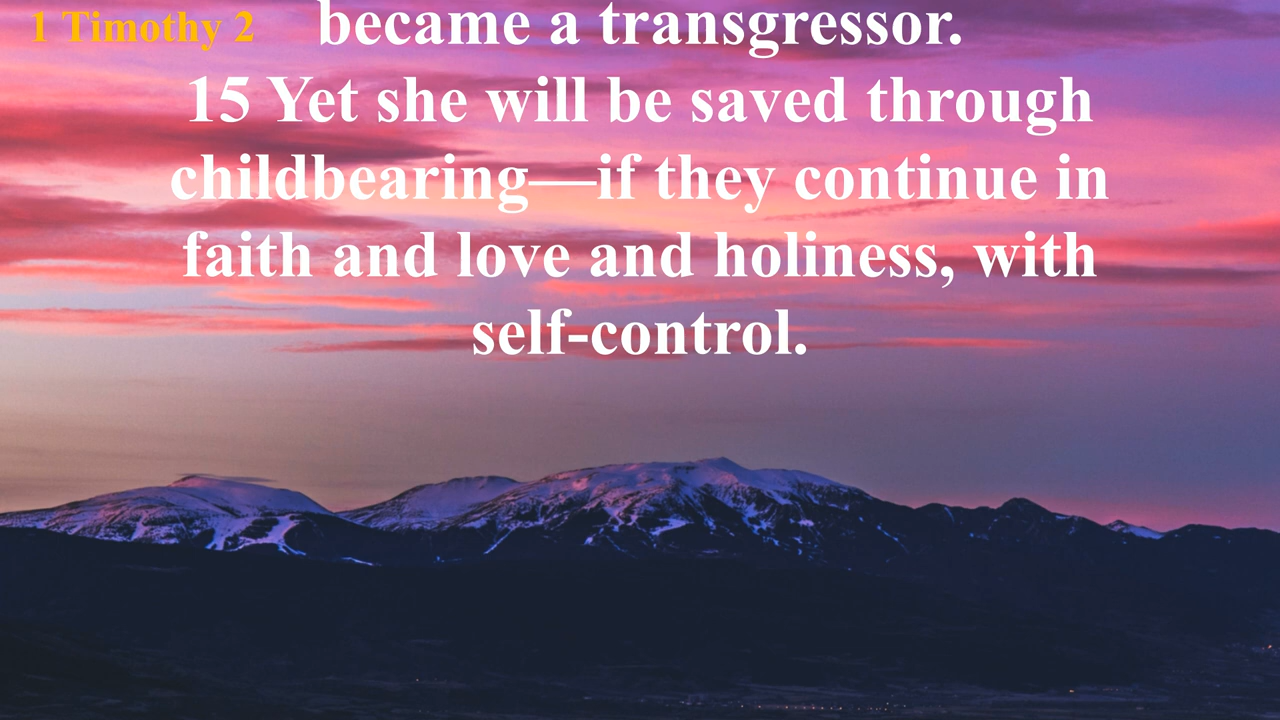 1 Timothy 2
became a transgressor.
15 Yet she will be saved through
childbearing—if they continue in
faith and love and holiness, with
self-control.